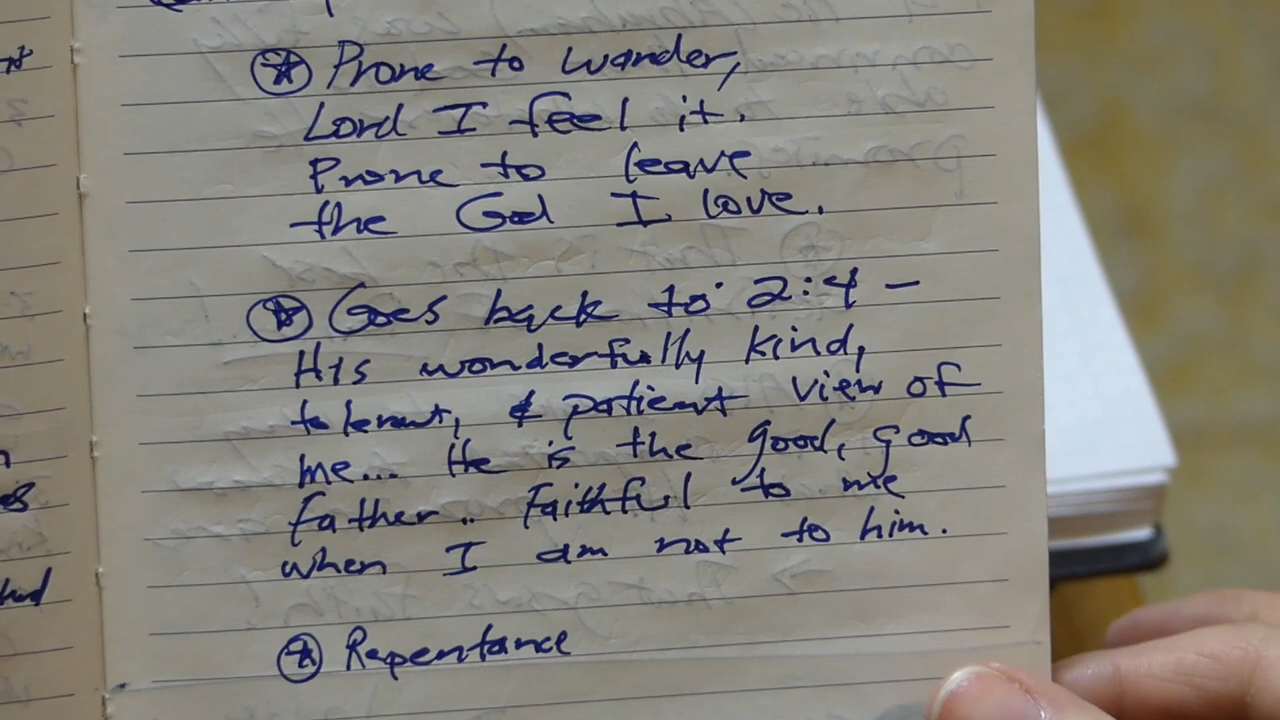 Prone to wander,
Lord I feel it.
Prone to leave
the God I love.
Goes back to 2:4 -
His wonderfully kind,
tolerant, & patient view of
me... He is the good, good
father.. Faithful to me
when I am not to him.
Repentance